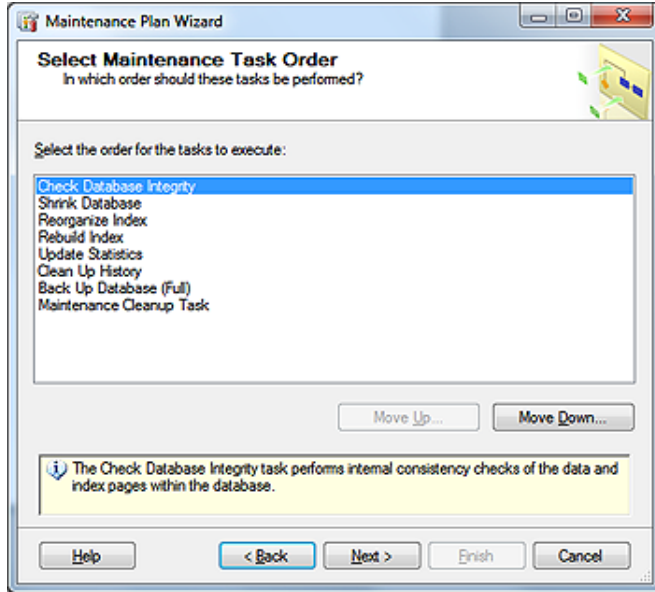 Maintenance Plan Wizard
Select Maintenance Task Order
In which order should these tasks be performed?
Select the order for the tasks to execute:
Check Database Integrity
Shrink Database
Reorganize Index
Rebuild Index
Update Statistics
Clean Up History
Back Up Database (Full)
Maintenance Cleanup Task
Move Up... Move Down...
The Check Database Integrity task performs internal consistency checks of the data and
index pages within the database.
Help < Back Next > Finish Cancel